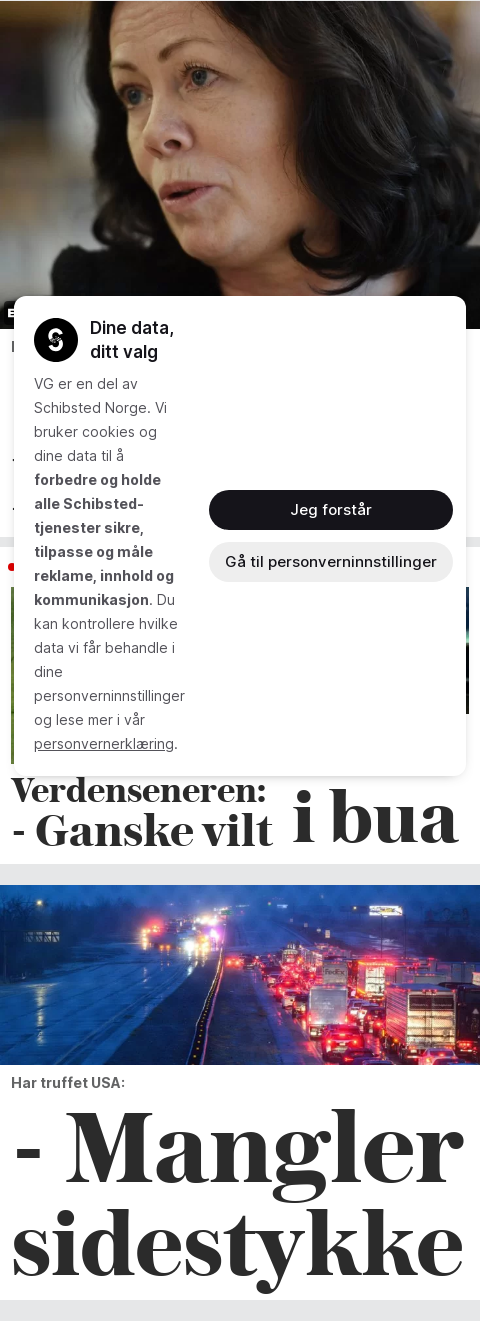 Dine data,
ditt valg
VG er en del av
Schibsted Norge. Vi
bruker cookies og
dine data til å
forbedre og holde
alle Schibsted-
tjenester sikre,
tilpasse og måle
reklame, innhold og
kommunikasjon. Du
kan kontrollere hvilke
data vi får behandle i
dine
personverninnstillinger
og lese mer i vår
personvernerklæring.
Jeg forstår
Gå til personverninnstillinger
Verdenseneren:
- Ganske vilt
i bua
Har truffet USA:
- Mangler
sidestykke